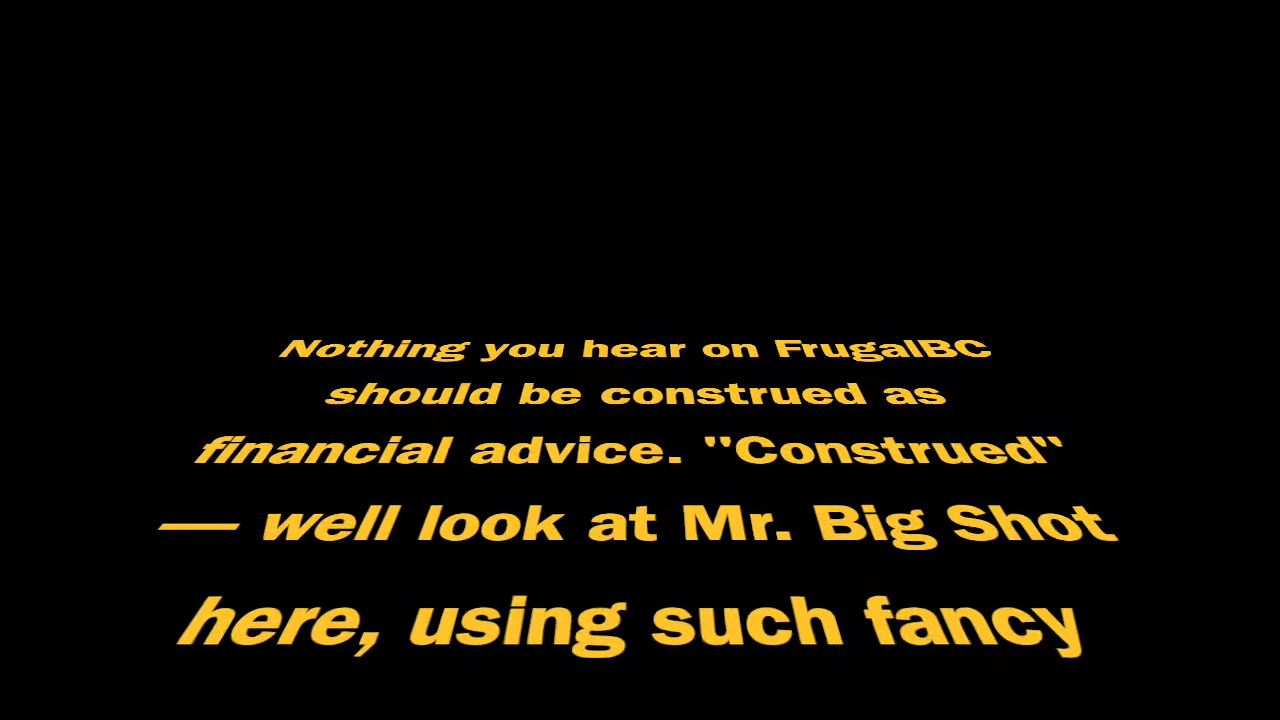 Nothing you hear on FrugalBC
should be construed as
financial advice. "Construed"
— well look at Mr. Big Shot
here, using such fancy